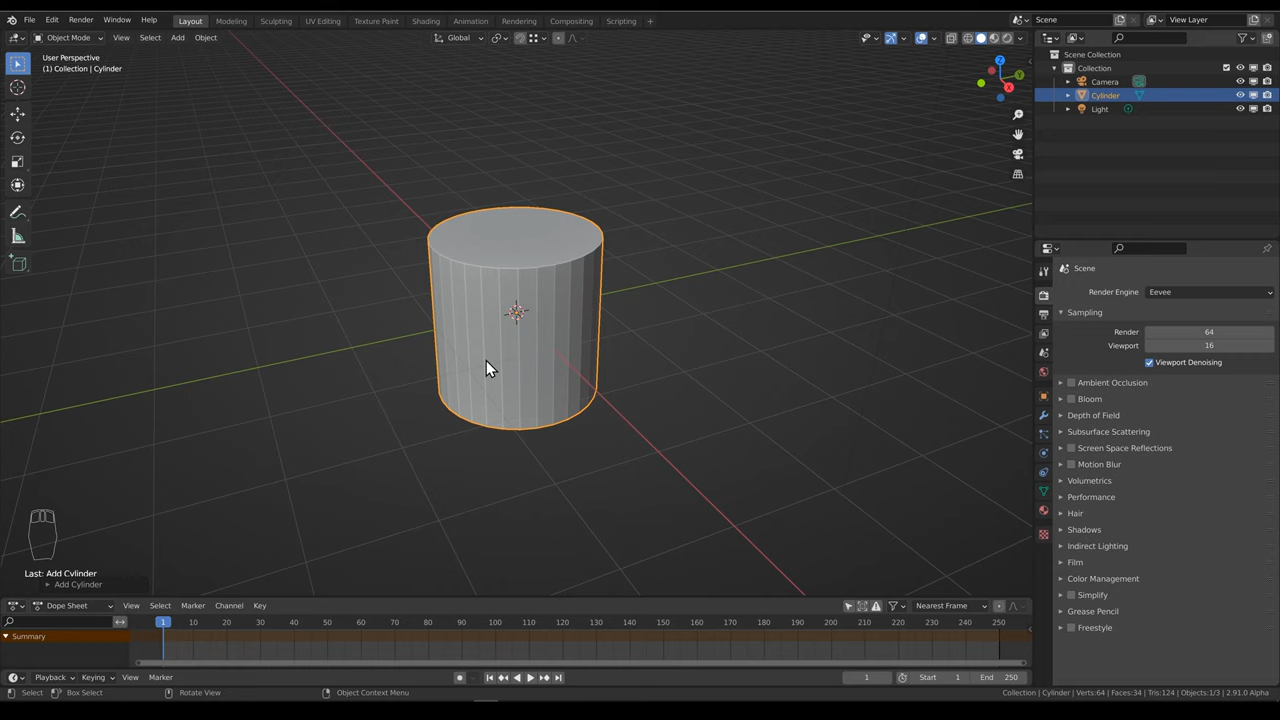 File Edit Render Window Help Layout Modeling Sculpting UV Editing Texture Paint Shading Animation Rendering Compositing Scripting + Scene View Layer
Object Mode View Select Add Object Global
User Perspective
(1) Collection | Cylinder
Z
Y
X
Scene Collection
Collection
Camera
Cylinder
Light
Scene
Render Engine Eevee
Sampling
Render 64
Viewport 16
Viewport Denoising
Ambient Occlusion
Bloom
Depth of Field
Subsurface Scattering
Screen Space Reflections
Motion Blur
Volumetrics
Performance
Hair
Shadows
Indirect Lighting
Film
Color Management
Simplify
Grease Pencil
Freestyle
Last: Add Cylinder
Add Cylinder
Dope Sheet View Select Marker Channel Key Nearest Frame
1 10 20 30 40 50 60 70 80 90 100 110 120 130 140 150 160 170 180 190 200 210 220 230 240 250
Summary
Playback Keying View Marker 1 Start 1 End 250
Select Box Select Rotate View Object Context Menu Collection | Cylinder | Verts:64 | Faces:34 | Tris:124 | Objects:1/3 | 2.91.0 Alpha